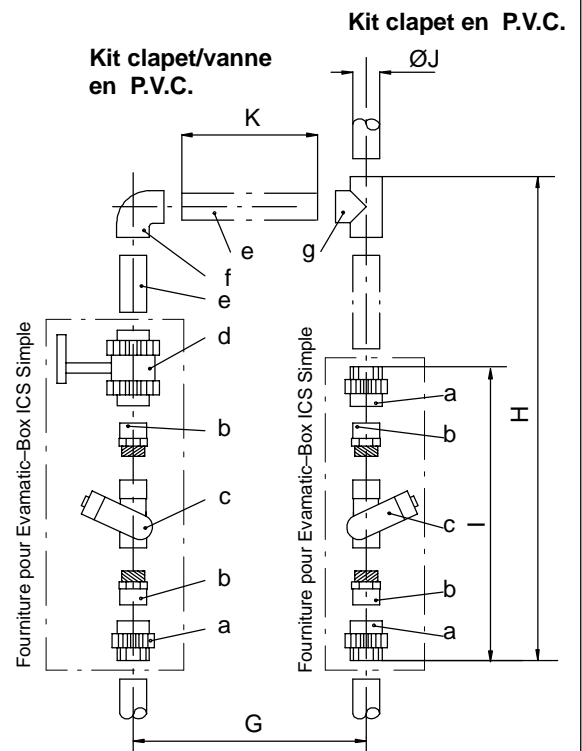 Kit clapet en P.V.C.
Kit clapet/vanne
en P.V.C.
ØJ
K
e
g
f
e
d
b
c
b
a
Fourniture pour Evamatic–Box ICS Simple
a
b
c
b
a
Fourniture pour Evamatic–Box ICS Simple
H
I
G